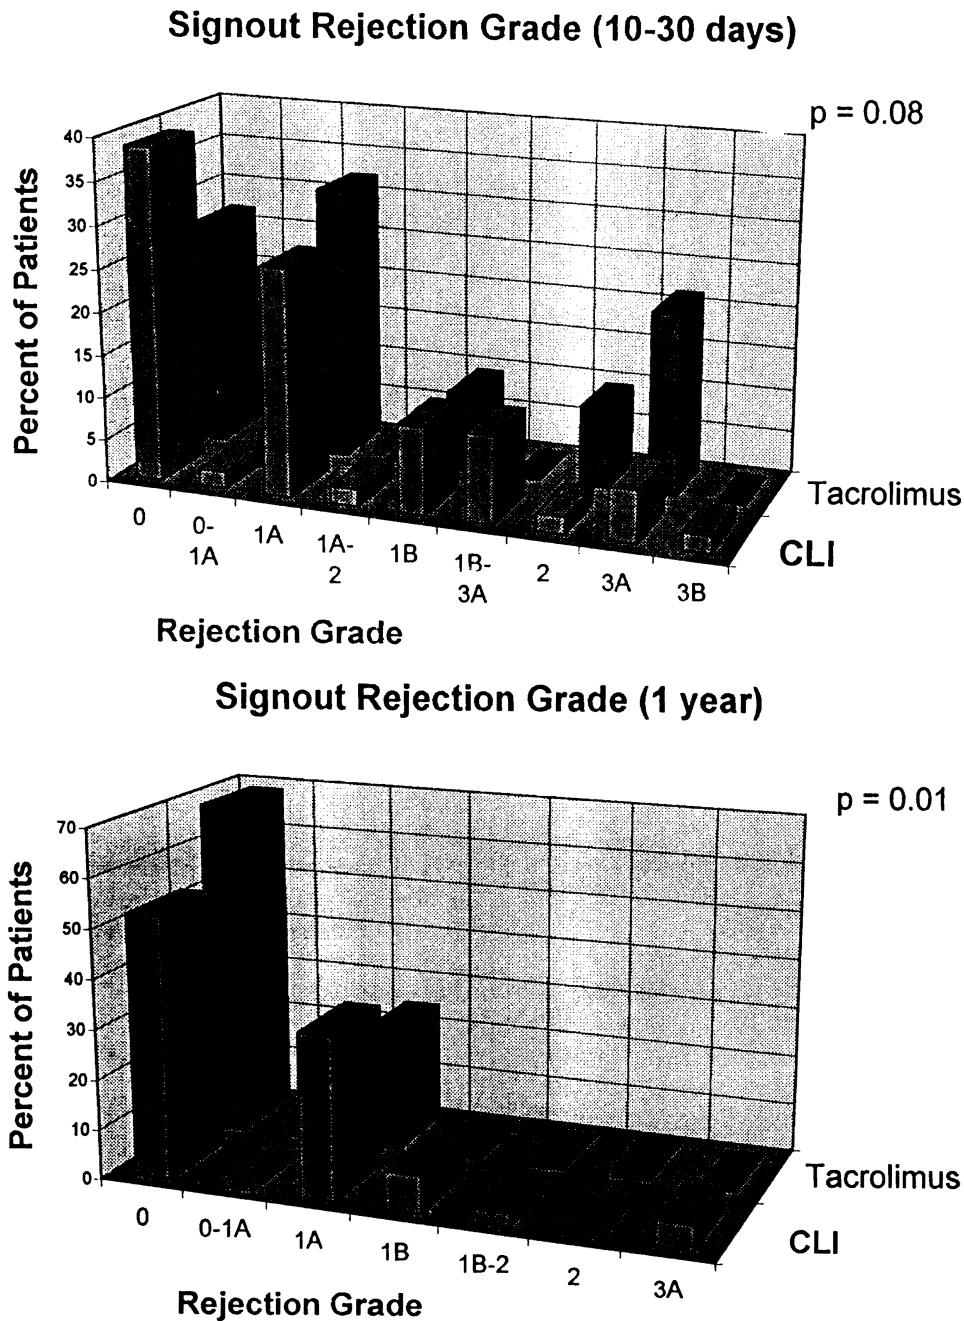 Signout Rejection Grade (10-30 days)
p = 0.08
Percent of Patients
40
35
30
25
20
15
10
5
0
0
0-
1A
1A
1A-
2
1B
1B-
3A
2
3A
3B
Tacrolimus
CLI
Rejection Grade
Signout Rejection Grade (1 year)
p = 0.01
Percent of Patients
70
60
50
40
30
20
10
0
0
0-1A
1A
1B
1B-2
2
3A
Tacrolimus
CLI
Rejection Grade